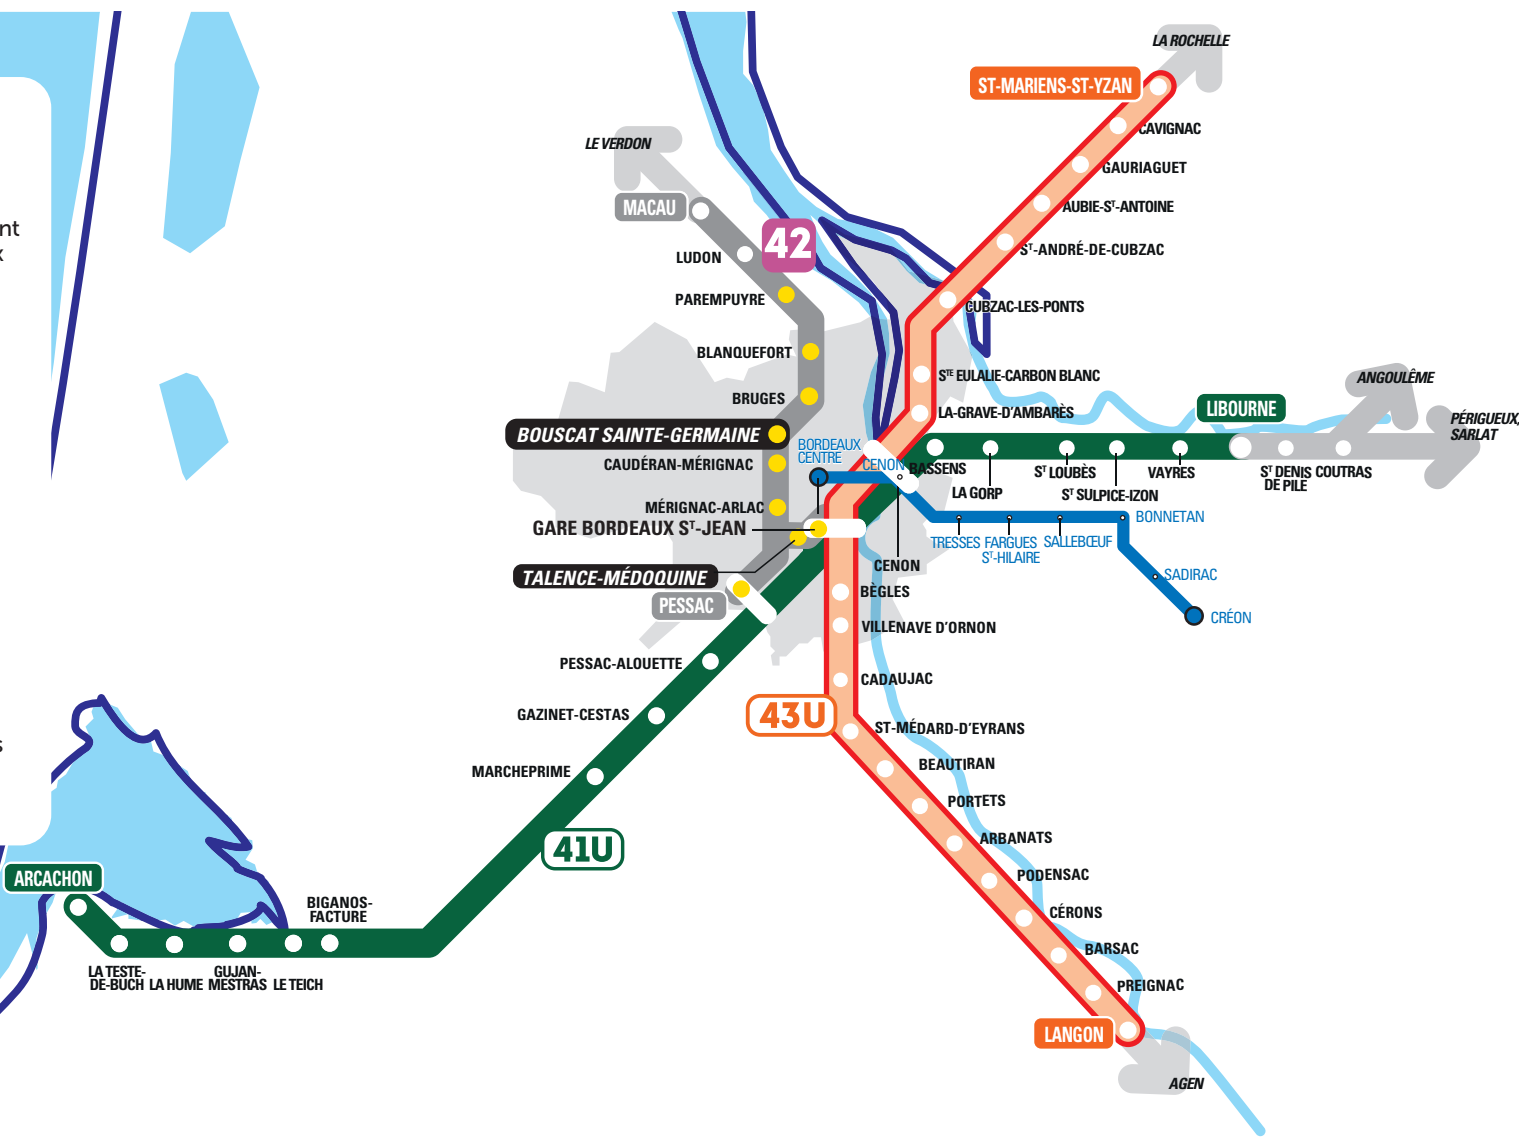 LA ROCHELLE
ST-MARIENS-ST-YZAN
CAVIGNAC
LE VERDON
GAURIAGUET
MACAU
AUBIE-Sᵀ-ANTOINE
nt
42
Sᵀ-ANDRÉ-DE-CUBZAC
x
LUDON
PAREMPUYRE
CUBZAC-LES-PONTS
BLANQUEFORT
Sᵀᴱ EULALIE-CARBON BLANC
ANGOULÊME
BRUGES
LA-GRAVE-D'AMBARÈS
LIBOURNE
PÉRIGUEUX,
SARLAT
BOUSCAT SAINTE-GERMAINE
BORDEAUX
CENTRE
CAUDÉRAN-MÉRIGNAC
CENON
BASSENS
LA GORP
Sᵀ LOUBÈS
Sᵀ SULPICE-IZON
VAYRES
Sᵀ DENIS
DE PILE
COUTRAS
MÉRIGNAC-ARLAC
BONNETAN
GARE BORDEAUX Sᵀ-JEAN
TRESSES
FARGUES
Sᵀ-HILAIRE
SALLEBŒUF
CENON
TALENCE-MÉDOQUINE
SADIRAC
BÈGLES
PESSAC
CRÉON
VILLENAVE D'ORNON
PESSAC-ALOUETTE
CADAUJAC
GAZINET-CESTAS
43U
ST-MÉDARD-D'EYRANS
s
BEAUTIRAN
MARCHEPRIME
PORTETS
ARBANATS
41U
PODENSAC
ARCACHON
BIGANOS-
FACTURE
CÉRONS
BARSAC
LA TESTE-
DE-BUCH
LA HUME
GUJAN-
MESTRAS
LE TEICH
PREIGNAC
LANGON
AGEN